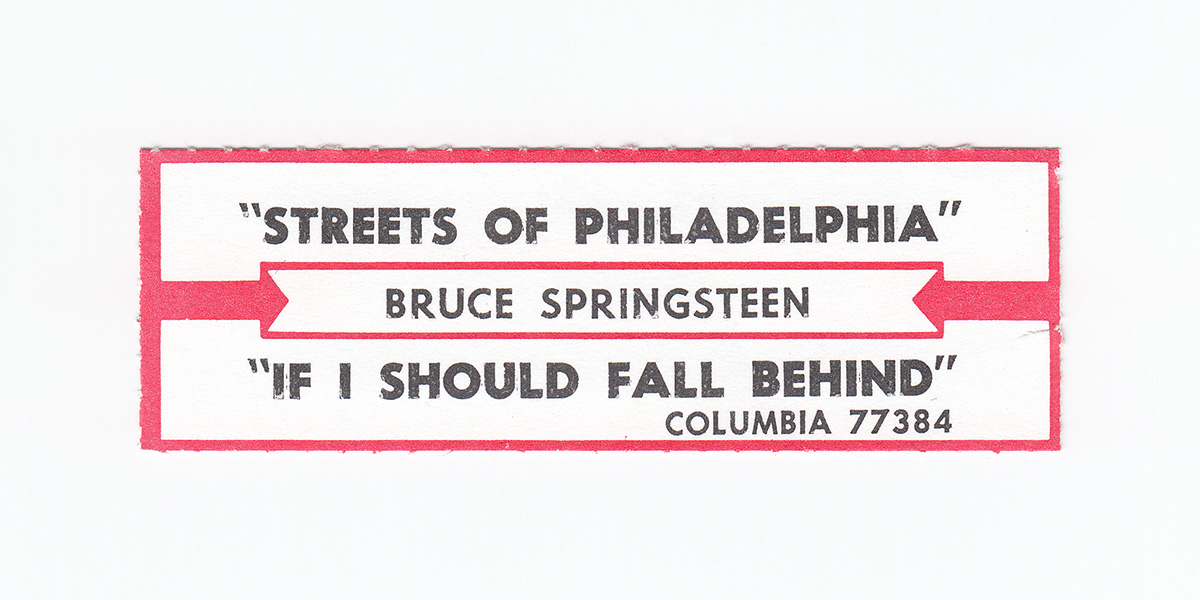 "STREETS OF PHILADELPHIA"
BRUCE SPRINGSTEEN
"IF I SHOULD FALL BEHIND"
COLUMBIA 77384